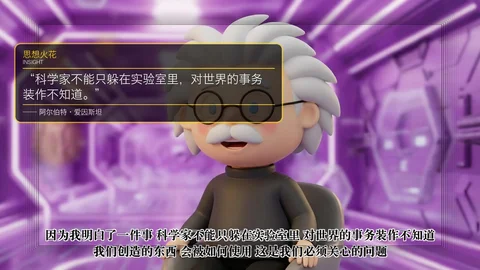 思想火花
INSIGHT
“科学家不能只躲在实验室里，对世界的事务
装作不知道。”
—— 阿尔伯特·爱因斯坦
因为我明白了一件事 科学家不能只躲在实验室里 对世界的事务装作不知道
我们创造的东西 会被如何使用 这是我们必须关心的问题